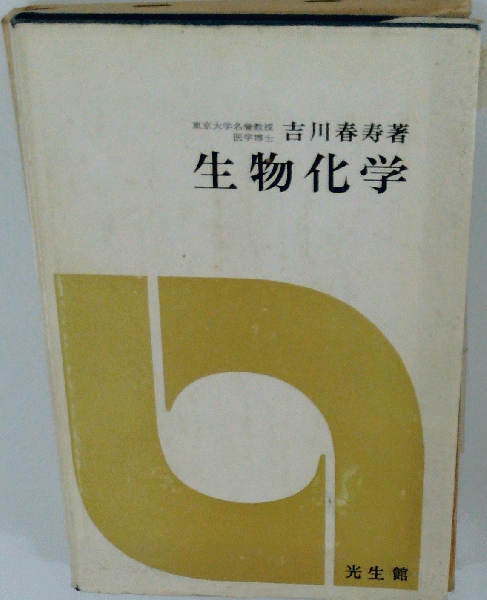 東京大学名誉教授
医学博士
吉川春寿著
生物化学
光生館